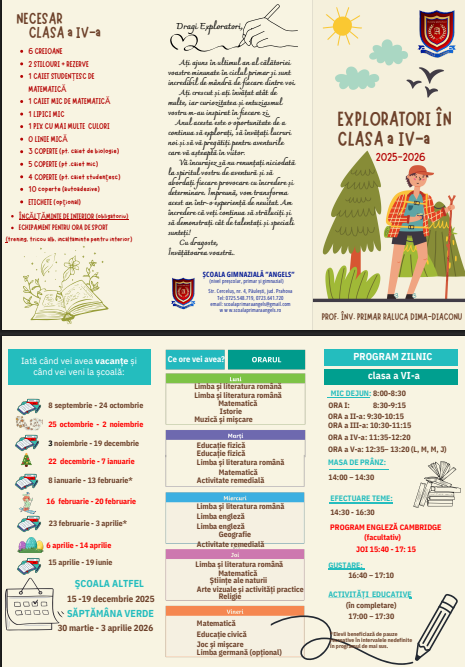 NECESAR
CLASA a IV-a
6 CREIOANE
2 STILOURI + REZERVE
1 CAIET STUDENȚESC DE
MATEMATICĂ
1 CAIET MIC DE MATEMATICĂ
1 LIPICI MIC
1 PIX CU MAI MULTE CULORI
O LINIE MICĂ
3 COPERTE (pt. caiet de biologie)
5 COPERTE (pt. caiet mic)
4 COPERTE (pt. caiet studențesc)
10 coperte (autoadezive)
ETICHETE (opțional)
ÎNCĂLȚĂMINTE DE INTERIOR (obligatoriu)
ECHIPAMENT PENTRU ORA DE SPORT
(trening, tricou alb, incaltaminte pentru interior)
Dragi Exploratori,
Ați ajuns în ultimul an al călătoriei
voastre minunate în ciclul primar și sunt
incredibil de mândră de fiecare dintre voi.
Ați crescut și ați învățat atât de
multe, iar curiozitatea și entuziasmul
vostru m-au inspirat în fiecare zi.
Anul acesta este o oportunitate de a
continua să explorați, să învățați lucruri
noi și să vă pregătiți pentru aventurile
care vă așteaptă în viitor.
Vă încurajez să nu renunțați niciodată
la spiritul vostru de aventură și să
abordați fiecare provocare cu încredere și
determinare. Împreună, vom transforma
acest an într-o experiență de neuitat. Am
încredere că veți continua să străluciți și
să demonstrați cât de talentați și speciali
sunteți!
Cu dragoste,
Învățătoarea voastră.
ȘCOALA GIMNAZIALĂ "ANGELS"
(nivel preșcolar, primar și gimnazial)
Str. Cercelus, nr. 4, Păulești, jud. Prahova
Tel: 0723.548.719, 0723.641.720
email: scoalaprimaraangels@gmail.com
w w w.scoalaprimaraangels.ro
EXPLORATORI ÎN
CLASA a IV-a
2025-2026
PROF. ÎNV. PRIMAR RALUCA DIMA-DIACONU
Iată când vei avea vacanțe și
când vei veni la școală:
8 septembrie - 24 octombrie
25 octombrie - 2 noiembrie
3 noiembrie - 19 decembrie
22 decembrie - 7 ianuarie
8 ianuarie - 13 februarie*
16 februarie - 20 februarie
23 februarie - 3 aprilie*
6 aprilie - 14 aprilie
15 aprilie - 19 iunie
ȘCOALA ALTFEL
15 -19 decembrie 2025
SĂPTĂMÂNA VERDE
30 martie - 3 aprilie 2026
Ce ore vei avea?
ORARUL
Luni
Limba și literatura română
Limba și literatura română
Matematică
Istorie
Muzică și mișcare
Marți
Educație fizică
Educație fizică
Limba și literatura română
Matematică
Activitate remedială
Miercuri
Limba și literatura română
Limba engleză
Limba engleză
Geografie
Activitate remedială
Joi
Limba și literatura română
Matematică
Științe ale naturii
Arte vizuale și activități practice
Religie
Vineri
Matematică
Educație civică
Joc și mișcare
Limba germană (opțional)
PROGRAM ZILNIC
clasa a VI-a
MIC DEJUN: 8:00-8:30
ORA I: 8:30-9:15
ORA a II-a: 9:30-10:15
ORA a III-a: 10:30-11:15
ORA a IV-a: 11:35-12:20
ORA a V-a: 12:35- 13:20 (L, M, M, J)
MASA DE PRÂNZ:
14:00 – 14:30
EFECTUARE TEME:
14:30 - 16:30
PROGRAM ENGLEZĂ CAMBRIDGE
(facultativ)
JOI 15:40 - 17: 15
GUSTARE:
16:40 – 17:10
ACTIVITĂȚI EDUCATIVE
(în completare)
17:00 – 17:30
*Elevii beneficiază de pauze
recreative în intervalele nedefinite
în programul de mai sus.